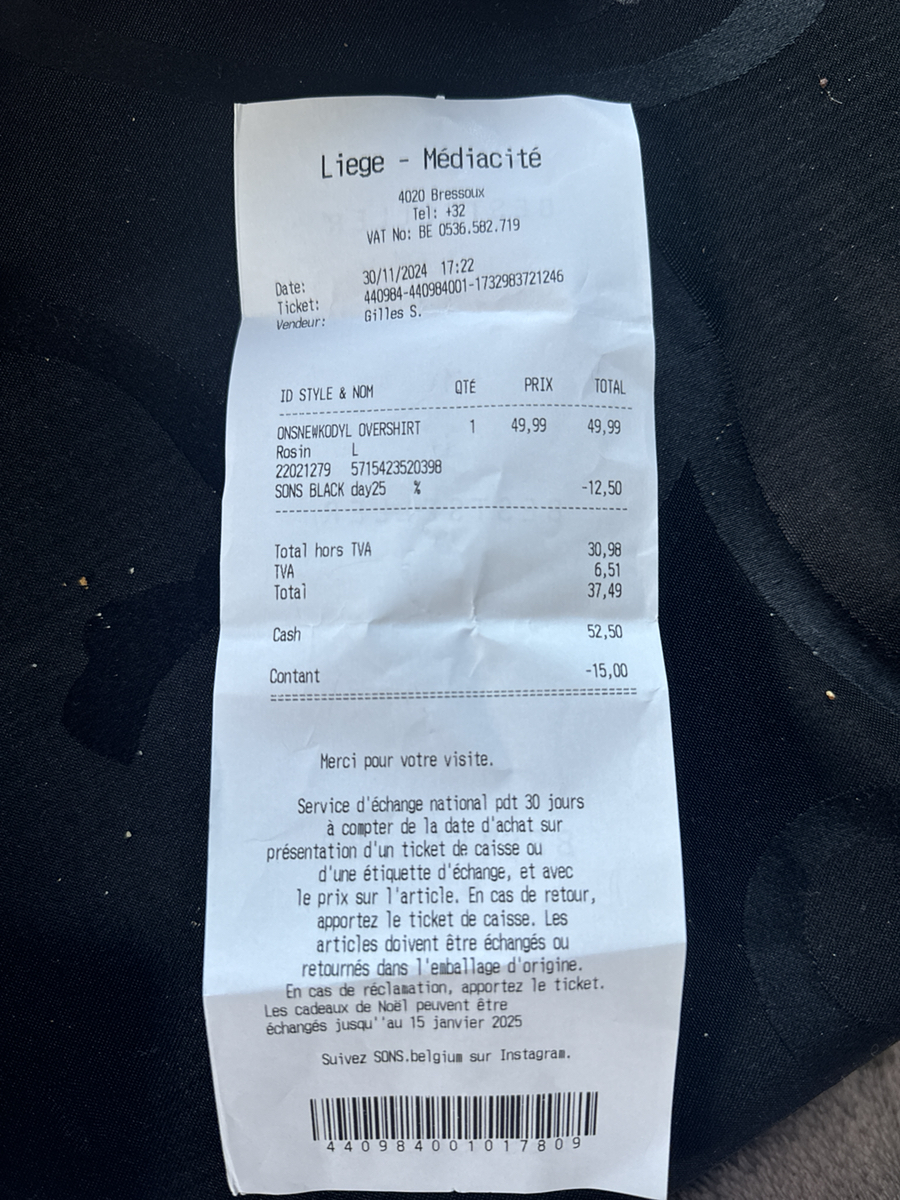 Liege - Médiacité
4020 Bressoux
Tel: +32
VAT No: BE 0536.582.719
Date: 30/11/2024 17:22
Ticket: 440984-440984001-1732983721246
Vendeur: Gilles S.
ID STYLE & NOM QTÉ PRIX TOTAL
ONSNEWKODYL OVERSHIRT 1 49,99 49,99
Rosin L
22021279 5715423520398
SONS BLACK day25 % -12,50
Total hors TVA 30,98
TVA 6,51
Total 37,49
Cash 52,50
Contant -15,00
Merci pour votre visite.
Service d'échange national pdt 30 jours
à compter de la date d'achat sur
présentation d'un ticket de caisse ou
d'une étiquette d'échange, et avec
le prix sur l'article. En cas de retour,
apportez le ticket de caisse. Les
articles doivent être échangés ou
retournés dans l'emballage d'origine.
En cas de réclamation, apportez le ticket.
Les cadeaux de Noël peuvent être
échangés jusqu''au 15 janvier 2025
Suivez SONS.belgium sur Instagram.
440984001017809